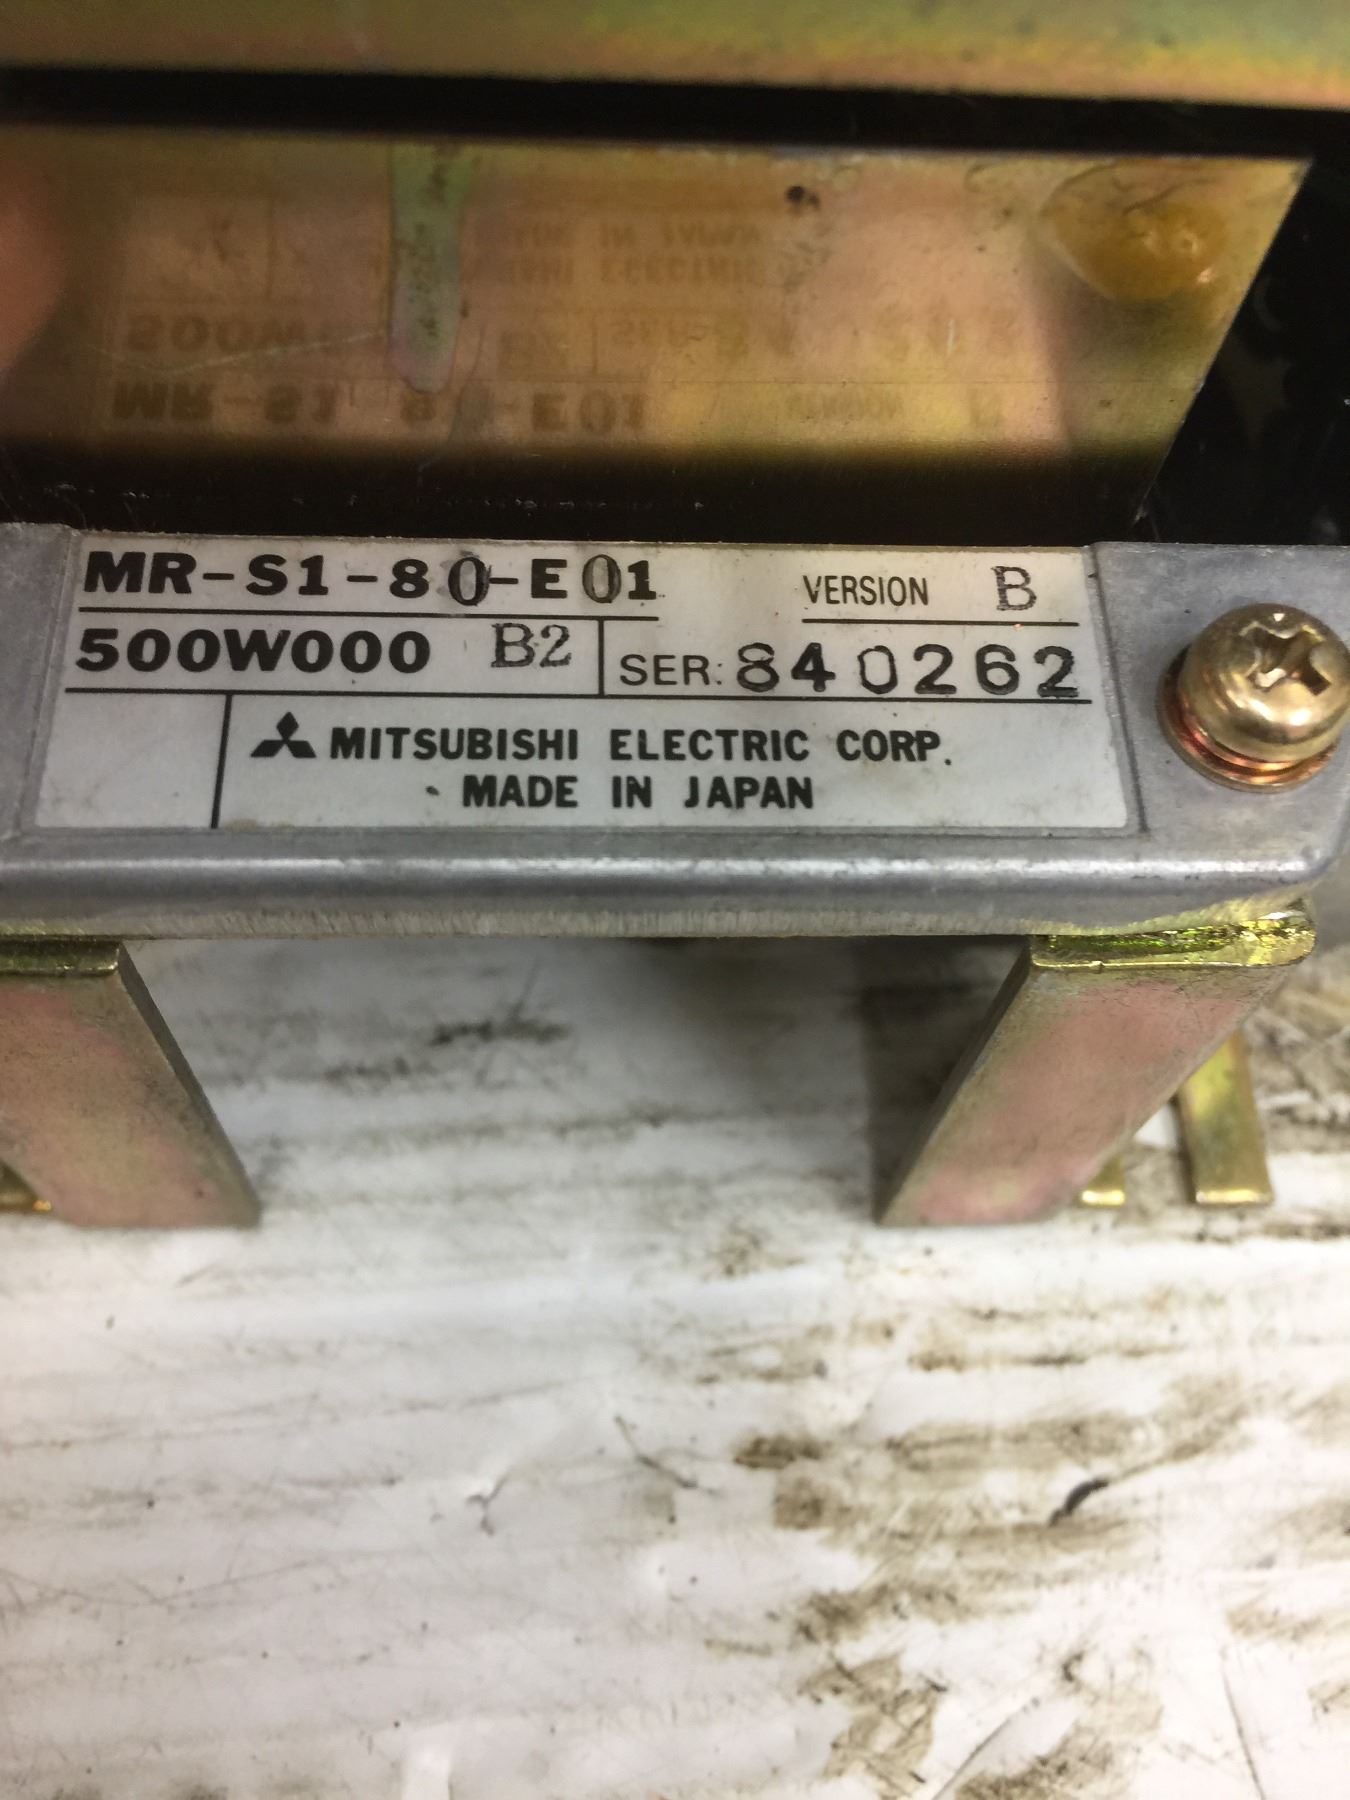 MR-S1-80-E01 VERSION B
500W000 B2 SER: 840262
MITSUBISHI ELECTRIC CORP.
MADE IN JAPAN